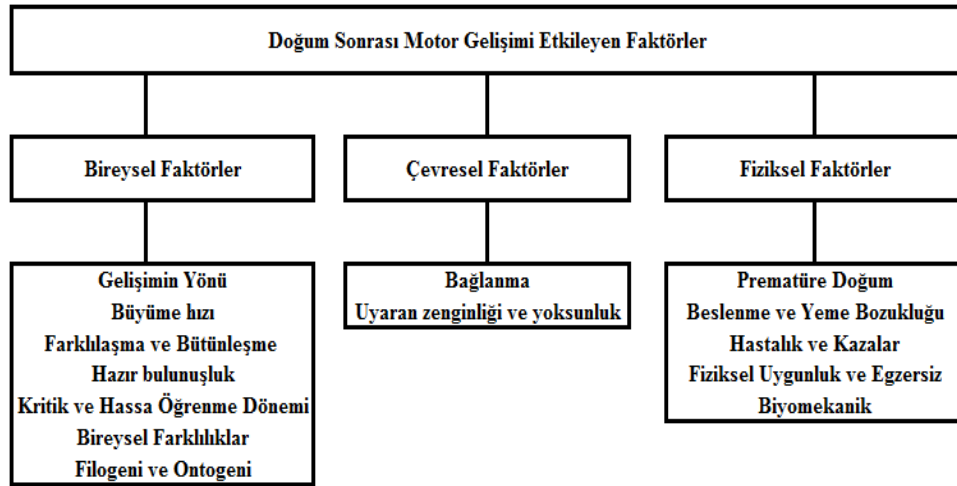 Doğum Sonrası Motor Gelişimi Etkileyen Faktörler
Bireysel Faktörler
Çevresel Faktörler
Fiziksel Faktörler
Gelişimin Yönü
Büyüme hızı
Farklılaşma ve Bütünleşme
Hazır bulunuşluk
Kritik ve Hassa Öğrenme Dönemi
Bireysel Farklılıklar
Filogeni ve Ontogeni
Bağlanma
Uyaran zenginliği ve yoksunluk
Prematüre Doğum
Beslenme ve Yeme Bozukluğu
Hastalık ve Kazalar
Fiziksel Uygunluk ve Egzersiz
Biyomekanik